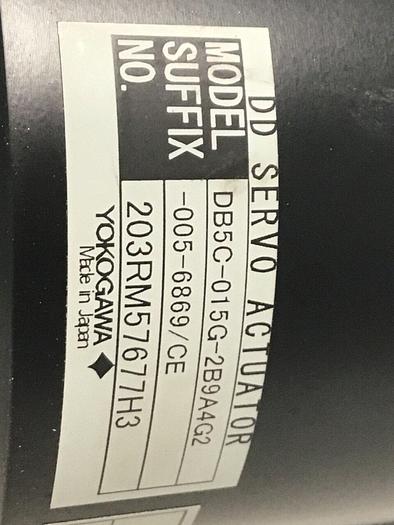 DD SERVO ACTUATOR
MODEL DB5C-015G-2B9A4G2
SUFFIX -005-6869/CE
NO. 203RM57677H3
YOKOGAWA
Made in Japan